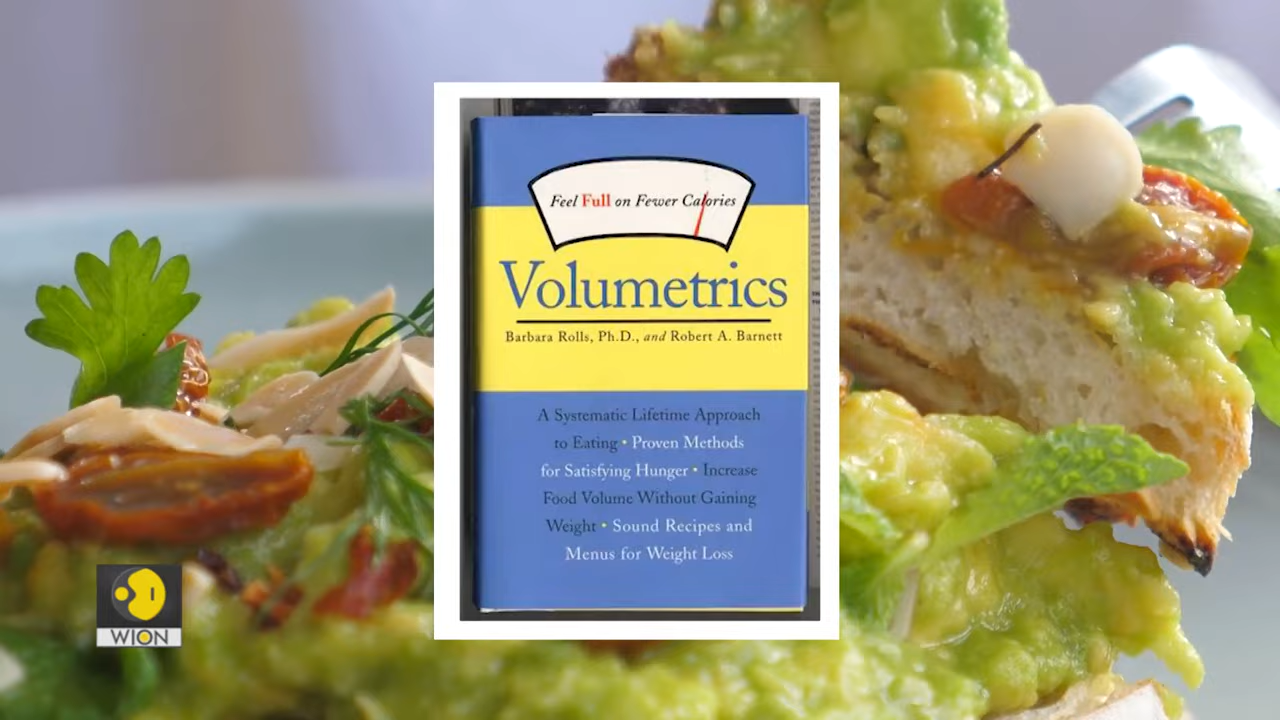 Feel Full on Fewer Calories
Volumetrics
Barbara Rolls, Ph.D., and Robert A. Barnett
A Systematic Lifetime Approach
to Eating • Proven Methods
for Satisfying Hunger • Increase
Food Volume Without Gaining
Weight • Sound Recipes and
Menus for Weight Loss
WION